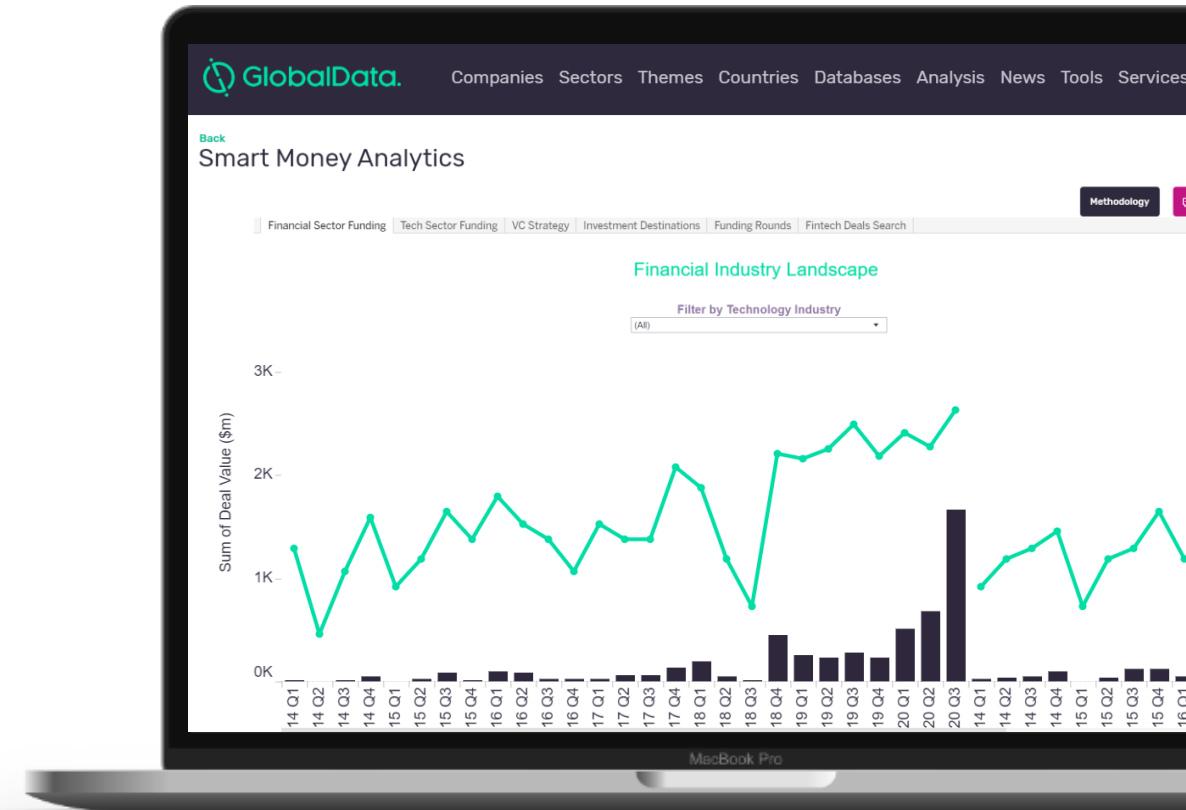 GlobalData.
Companies Sectors Themes Countries Databases Analysis News Tools Services
Back
Smart Money Analytics
Methodology
Financial Sector Funding Tech Sector Funding VC Strategy Investment Destinations Funding Rounds Fintech Deals Search
Financial Industry Landscape
Filter by Technology Industry
(All)
Sum of Deal Value ($m)
3K
2K
1K
0K
14 Q1 14 Q2 14 Q3 14 Q4 15 Q1 15 Q2 15 Q3 15 Q4 16 Q1 16 Q2 16 Q3 16 Q4 17 Q1 17 Q2 17 Q3 17 Q4 18 Q1 18 Q2 18 Q3 18 Q4 19 Q1 19 Q2 19 Q3 19 Q4 20 Q1 20 Q2 20 Q3 14 Q1 14 Q2 14 Q3 14 Q4 15 Q1 15 Q2 15 Q3 15 Q4 16 Q1
MacBook Pro